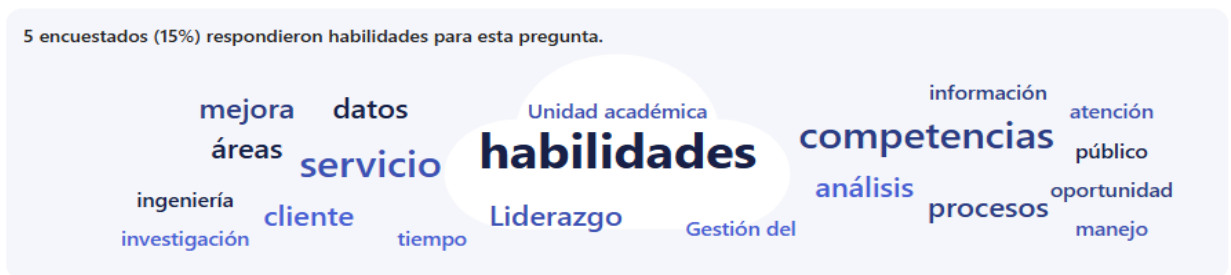 5 encuestados (15%) respondieron habilidades para esta pregunta.
mejora
datos
Unidad académica
información
atención
áreas
servicio
habilidades
competencias
público
ingeniería
cliente
Liderazgo
análisis
procesos
oportunidad
investigación
tiempo
Gestión del
manejo